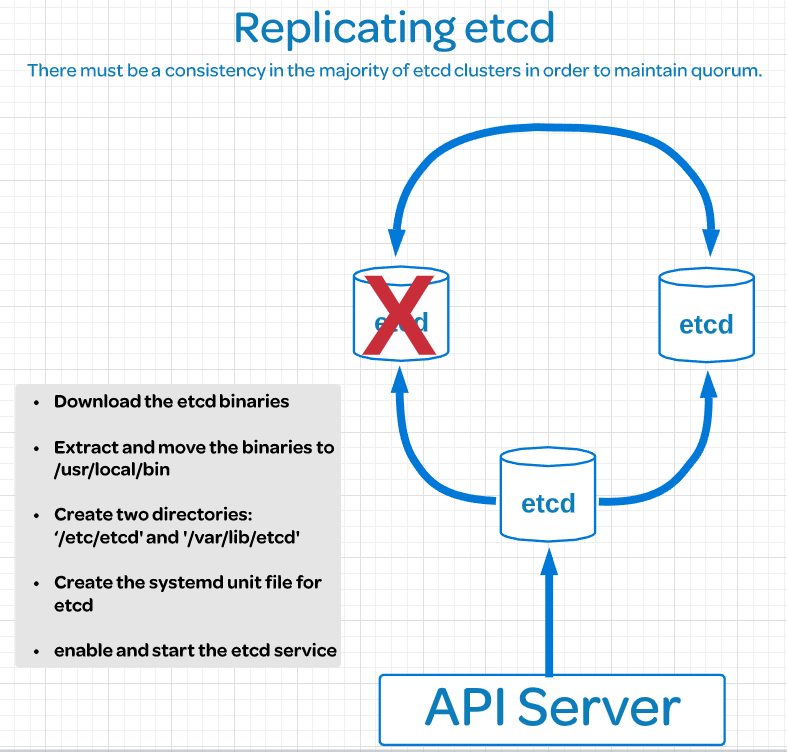 Replicating etcd
There must be a consistency in the majority of etcd clusters in order to maintain quorum.
etcd
etcd
• Download the etcd binaries
• Extract and move the binaries to
/usr/local/bin
• Create two directories:
‘/etc/etcd' and '/var/lib/etcd'
• Create the systemd unit file for
etcd
• enable and start the etcd service
etcd
API Server